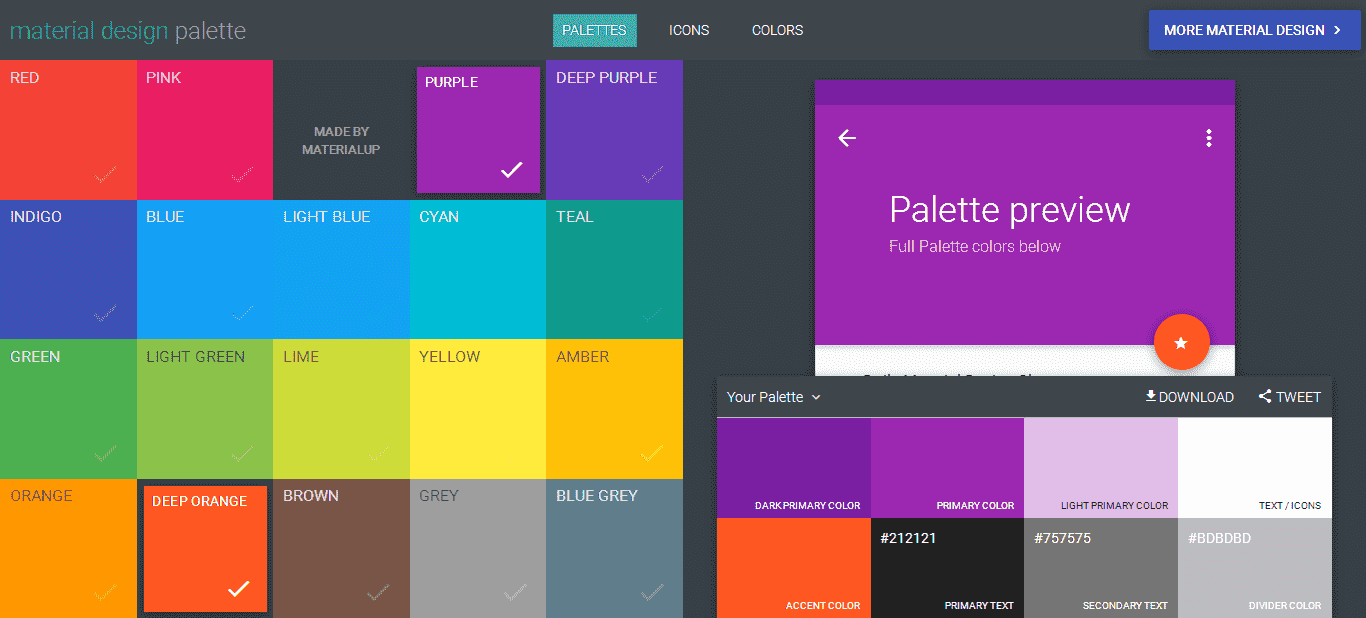 material design palette
PALETTES
ICONS
COLORS
MORE MATERIAL DESIGN
RED
PINK
MADE BY
MATERIALUP
PURPLE
DEEP PURPLE
INDIGO
BLUE
LIGHT BLUE
CYAN
TEAL
GREEN
LIGHT GREEN
LIME
YELLOW
AMBER
ORANGE
DEEP ORANGE
BROWN
GREY
BLUE GREY
Palette preview
Full Palette colors below
Your Palette
DOWNLOAD
TWEET
DARK PRIMARY COLOR
PRIMARY COLOR
LIGHT PRIMARY COLOR
TEXT / ICONS
ACCENT COLOR
#212121
PRIMARY TEXT
#757575
SECONDARY TEXT
#BDBDBD
DIVIDER COLOR